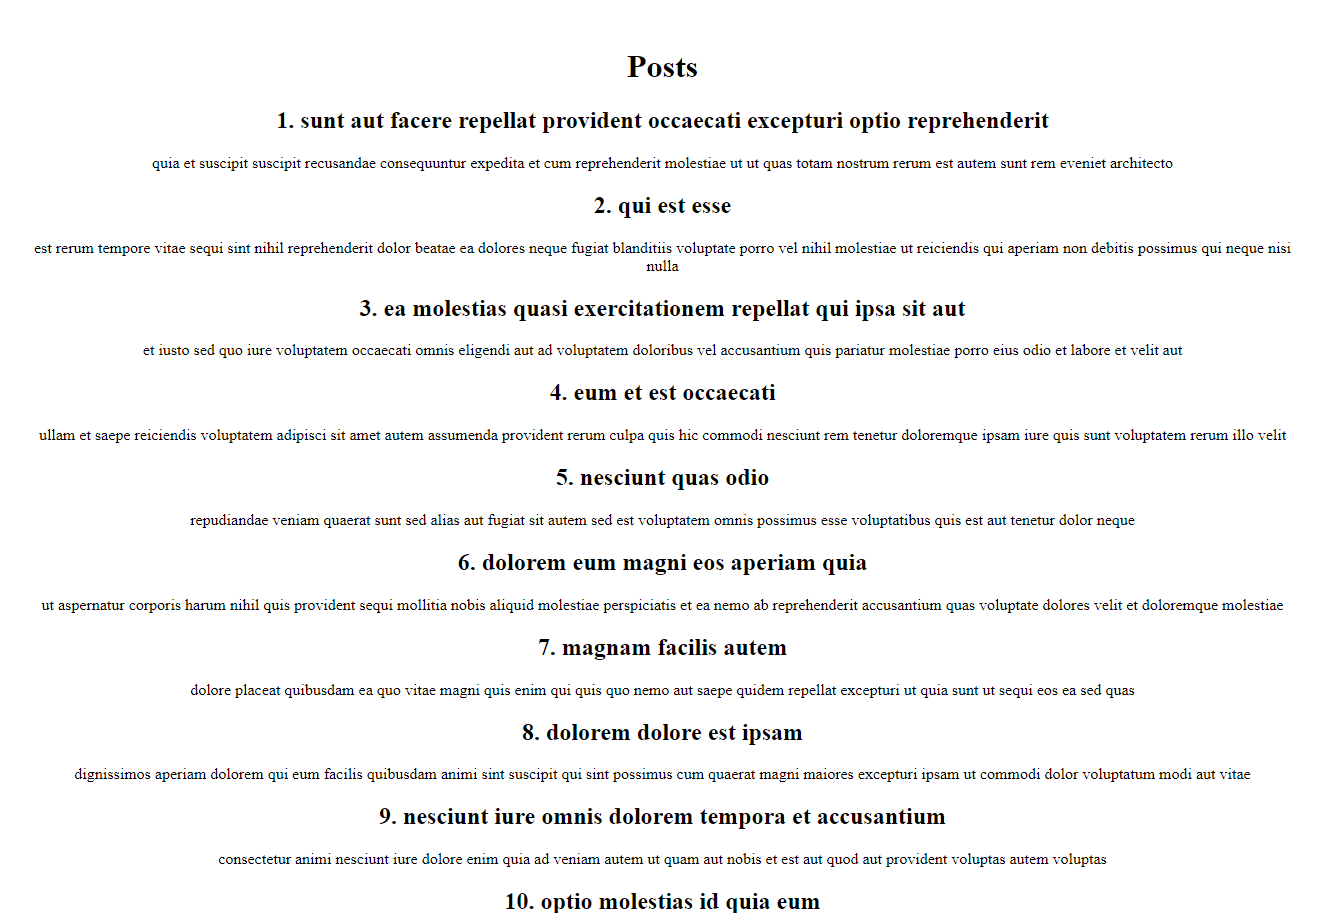 Posts
1. sunt aut facere repellat provident occaecati excepturi optio reprehenderit
quia et suscipit suscipit recusandae consequuntur expedita et cum reprehenderit molestiae ut ut quas totam nostrum rerum est autem sunt rem eveniet architecto
2. qui est esse
est rerum tempore vitae sequi sint nihil reprehenderit dolor beatae ea dolores neque fugiat blanditiis voluptate porro vel nihil molestiae ut reiciendis qui aperiam non debitis possimus qui neque nisi
nulla
3. ea molestias quasi exercitationem repellat qui ipsa sit aut
et iusto sed quo iure voluptatem occaecati omnis eligendi aut ad voluptatem doloribus vel accusantium quis pariatur molestiae porro eius odio et labore et velit aut
4. eum et est occaecati
ullam et saepe reiciendis voluptatem adipisci sit amet autem assumenda provident rerum culpa quis hic commodi nesciunt rem tenetur doloremque ipsam iure quis sunt voluptatem rerum illo velit
5. nesciunt quas odio
repudiandae veniam quaerat sunt sed alias aut fugiat sit autem sed est voluptatem omnis possimus esse voluptatibus quis est aut tenetur dolor neque
6. dolorem eum magni eos aperiam quia
ut aspernatur corporis harum nihil quis provident sequi mollitia nobis aliquid molestiae perspiciatis et ea nemo ab reprehenderit accusantium quas voluptate dolores velit et doloremque molestiae
7. magnam facilis autem
dolore placeat quibusdam ea quo vitae magni quis enim qui quis quo nemo aut saepe quidem repellat excepturi ut quia sunt ut sequi eos ea sed quas
8. dolorem dolore est ipsam
dignissimos aperiam dolorem qui eum facilis quibusdam animi sint suscipit qui sint possimus cum quaerat magni maiores excepturi ipsam ut commodi dolor voluptatum modi aut vitae
9. nesciunt iure omnis dolorem tempora et accusantium
consectetur animi nesciunt iure dolore enim quia ad veniam autem ut quam aut nobis et est aut quod aut provident voluptas autem voluptas
10. optio molestias id quia eum